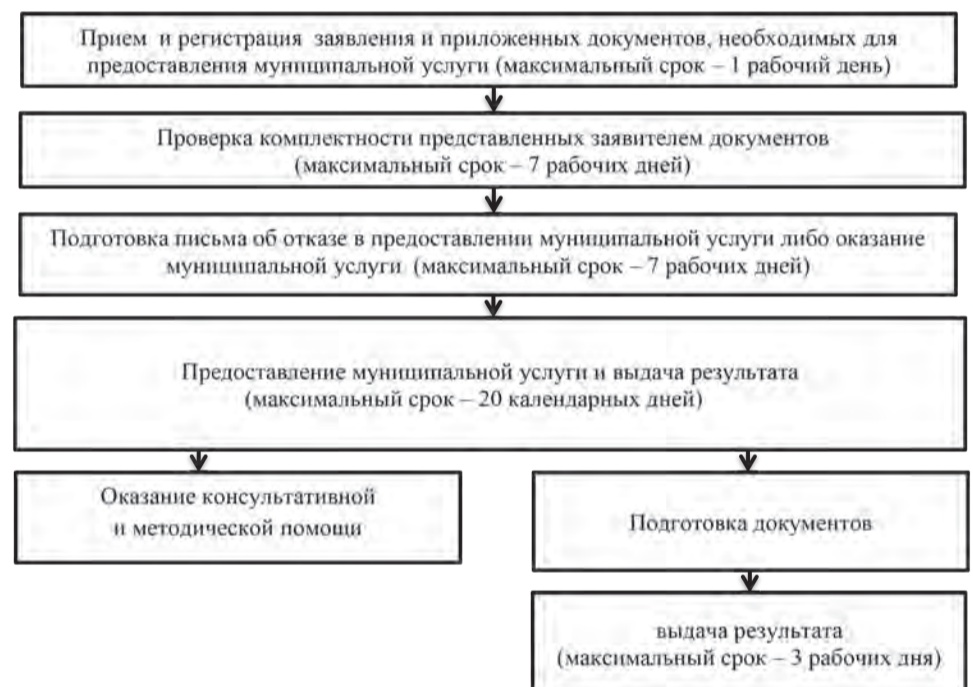 Прием и регистрация заявления и приложенных документов, необходимых для
предоставления муниципальной услуги (максимальный срок – 1 рабочий день)
Проверка комплектности представленных заявителем документов
(максимальный срок – 7 рабочих дней)
Подготовка письма об отказе в предоставлении муниципальной услуги либо оказание
муниципальной услуги (максимальный срок – 7 рабочих дней)
Предоставление муниципальной услуги и выдача результата
(максимальный срок – 20 календарных дней)
Оказание консультативной
и методической помощи
Подготовка документов
выдача результата
(максимальный срок – 3 рабочих дня)